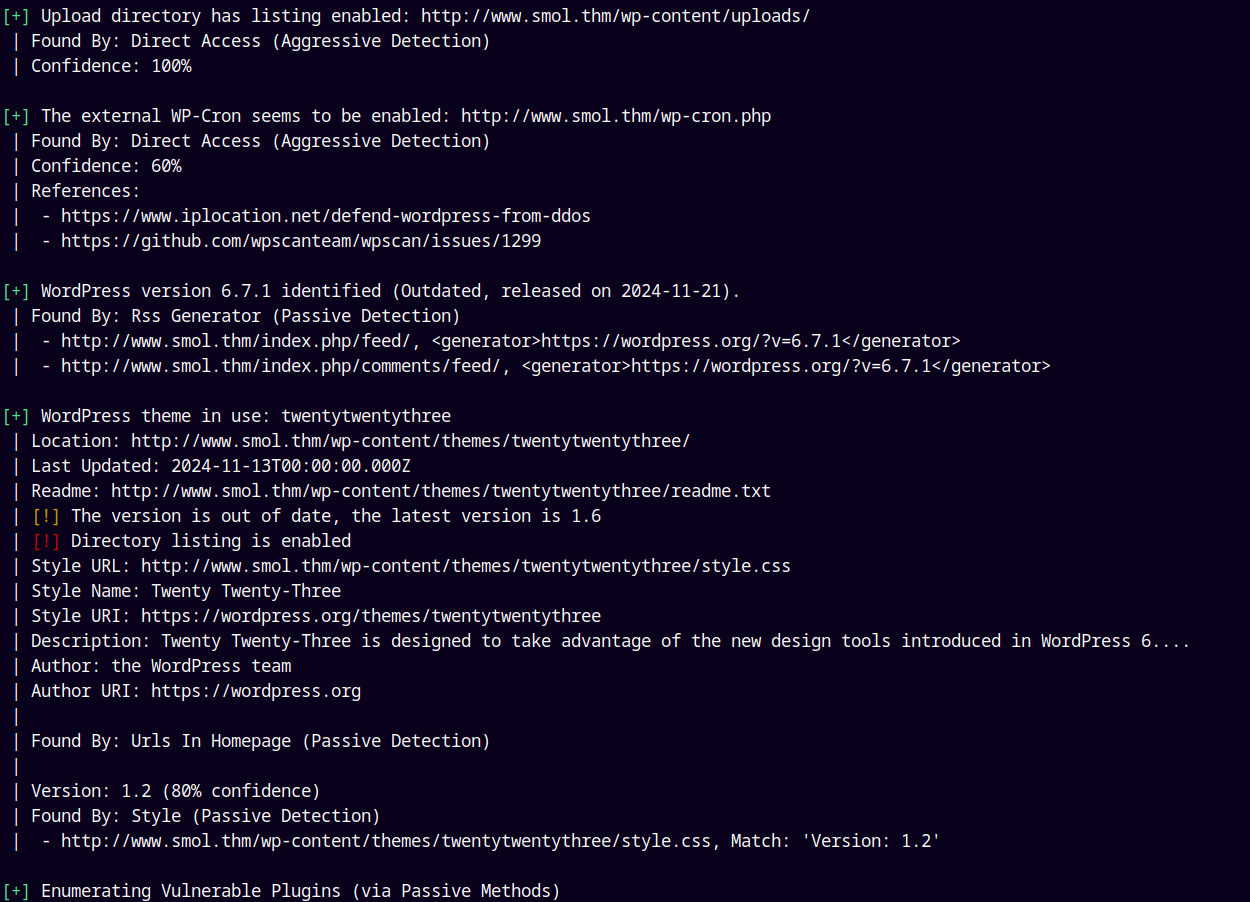 [+] Upload directory has listing enabled: http://www.smol.thm/wp-content/uploads/
| Found By: Direct Access (Aggressive Detection)
| Confidence: 100%
[+] The external WP-Cron seems to be enabled: http://www.smol.thm/wp-cron.php
| Found By: Direct Access (Aggressive Detection)
| Confidence: 60%
| References:
|  - https://www.iplocation.net/defend-wordpress-from-ddos
|  - https://github.com/wpscanteam/wpscan/issues/1299
[+] WordPress version 6.7.1 identified (Outdated, released on 2024-11-21).
| Found By: Rss Generator (Passive Detection)
|  - http://www.smol.thm/index.php/feed/, <generator>https://wordpress.org/?v=6.7.1</generator>
|  - http://www.smol.thm/index.php/comments/feed/, <generator>https://wordpress.org/?v=6.7.1</generator>
[+] WordPress theme in use: twentytwentythree
| Location: http://www.smol.thm/wp-content/themes/twentytwentythree/
| Last Updated: 2024-11-13T00:00:00.000Z
| Readme: http://www.smol.thm/wp-content/themes/twentytwentythree/readme.txt
| [!] The version is out of date, the latest version is 1.6
| [!] Directory listing is enabled
| Style URL: http://www.smol.thm/wp-content/themes/twentytwentythree/style.css
| Style Name: Twenty Twenty-Three
| Style URI: https://wordpress.org/themes/twentytwentythree
| Description: Twenty Twenty-Three is designed to take advantage of the new design tools introduced in WordPress 6....
| Author: the WordPress team
| Author URI: https://wordpress.org
|
| Found By: Urls In Homepage (Passive Detection)
|
| Version: 1.2 (80% confidence)
| Found By: Style (Passive Detection)
|  - http://www.smol.thm/wp-content/themes/twentytwentythree/style.css, Match: 'Version: 1.2'
[+] Enumerating Vulnerable Plugins (via Passive Methods)